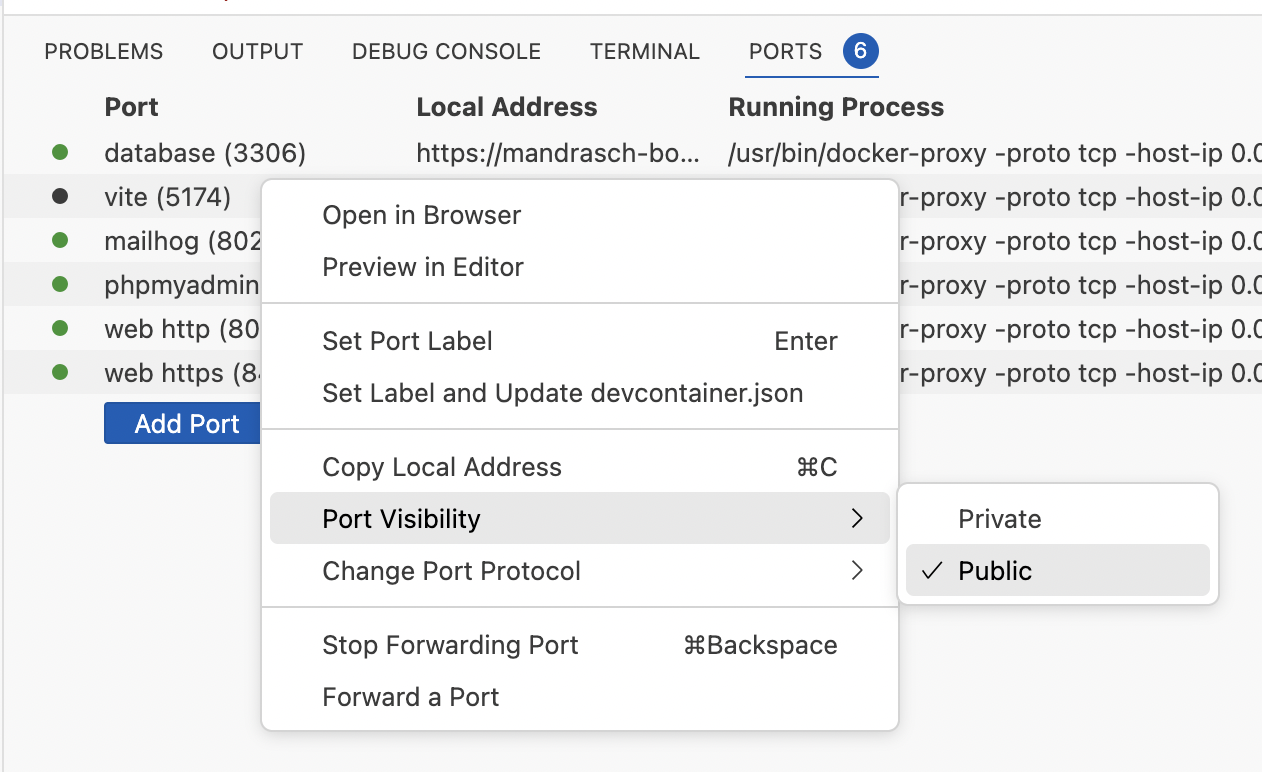 PROBLEMS OUTPUT DEBUG CONSOLE TERMINAL PORTS 6
Port Local Address Running Process
database (3306) https://mandrasch-bo... /usr/bin/docker-proxy -proto tcp -host-ip 0.0
vite (5174) r-proxy -proto tcp -host-ip 0.0
mailhog (802 r-proxy -proto tcp -host-ip 0.0
phpmyadmin r-proxy -proto tcp -host-ip 0.0
web http (80 r-proxy -proto tcp -host-ip 0.0
web https (84 r-proxy -proto tcp -host-ip 0.0
Add Port
Open in Browser
Preview in Editor
Set Port Label Enter
Set Label and Update devcontainer.json
Copy Local Address ⌘C
Port Visibility
Change Port Protocol
Stop Forwarding Port ⌘Backspace
Forward a Port
Private
✓ Public